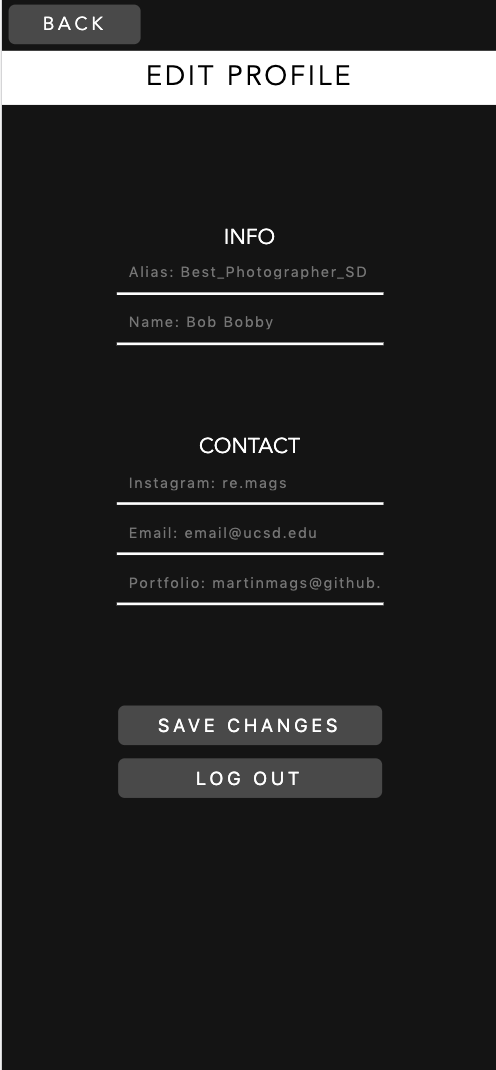 BACK
EDIT PROFILE
INFO
Alias: Best_Photographer_SD
Name: Bob Bobby
CONTACT
Instagram: re.mags
Email: email@ucsd.edu
Portfolio: martinmags@github.
SAVE CHANGES
LOG OUT